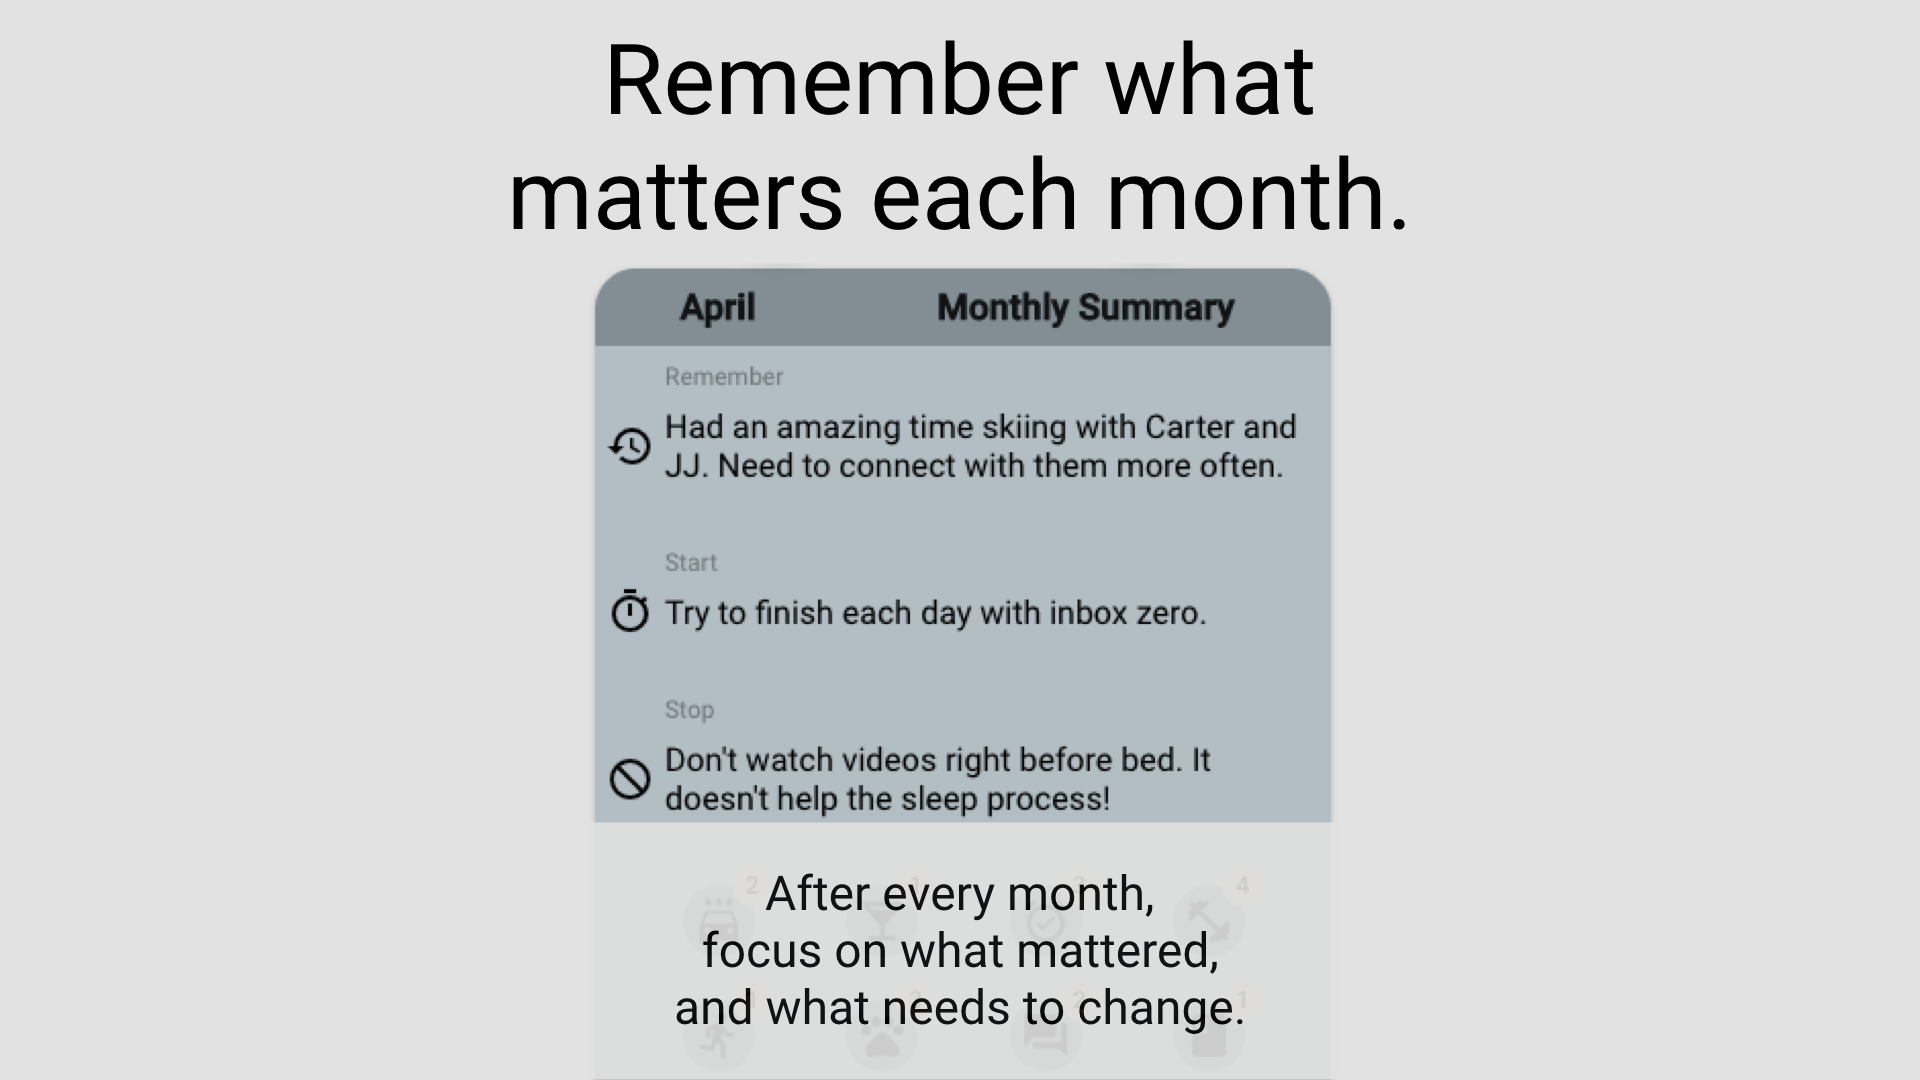 Remember what
matters each month.
April Monthly Summary
Remember
Had an amazing time skiing with Carter and
JJ. Need to connect with them more often.
Start
Try to finish each day with inbox zero.
Stop
Don't watch videos right before bed. It
doesn't help the sleep process!
2 4
After every month,
focus on what mattered,
and what needs to change.
1